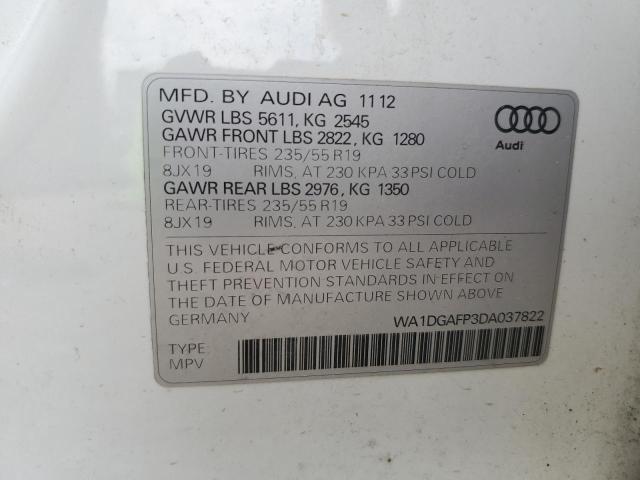 MFD. BY AUDI AG 11 12
GVWR LBS 5611, KG 2545
GAWR FRONT LBS 2822, KG 1280
FRONT-TIRES 235/55 R19
8JX19 RIMS, AT 230 KPA 33 PSI COLD
GAWR REAR LBS 2976, KG 1350
REAR-TIRES 235/55 R19
8JX19 RIMS, AT 230 KPA 33 PSI COLD
Audi
THIS VEHICLE CONFORMS TO ALL APPLICABLE
U.S. FEDERAL MOTOR VEHICLE SAFETY AND
THEFT PREVENTION STANDARDS IN EFFECT ON
THE DATE OF MANUFACTURE SHOWN ABOVE
GERMANY
WA1DGAFP3DA037822
TYPE:
MPV